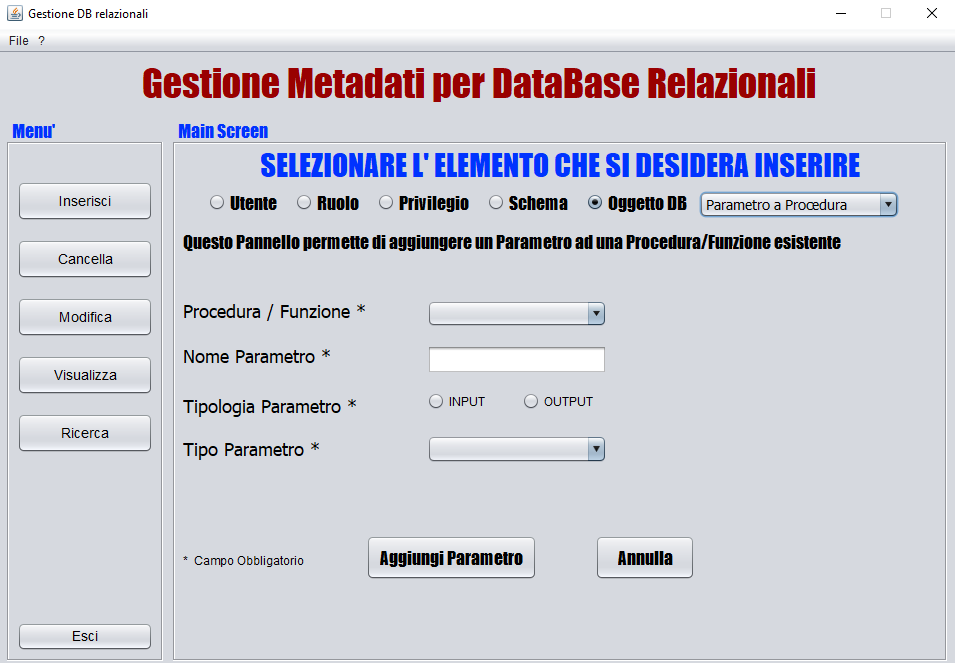 Gestione DB relazionali
File ?
Gestione Metadati per DataBase Relazionali
Menu'
Main Screen
Inserisci
Cancella
Modifica
Visualizza
Ricerca
Esci
SELEZIONARE L' ELEMENTO CHE SI DESIDERA INSERIRE
Utente Ruolo Privilegio Schema Oggetto DB Parametro a Procedura
Questo Pannello permette di aggiungere un Parametro ad una Procedura/Funzione esistente
Procedura / Funzione *
Nome Parametro *
Tipologia Parametro * INPUT OUTPUT
Tipo Parametro *
* Campo Obbligatorio Aggiungi Parametro Annulla